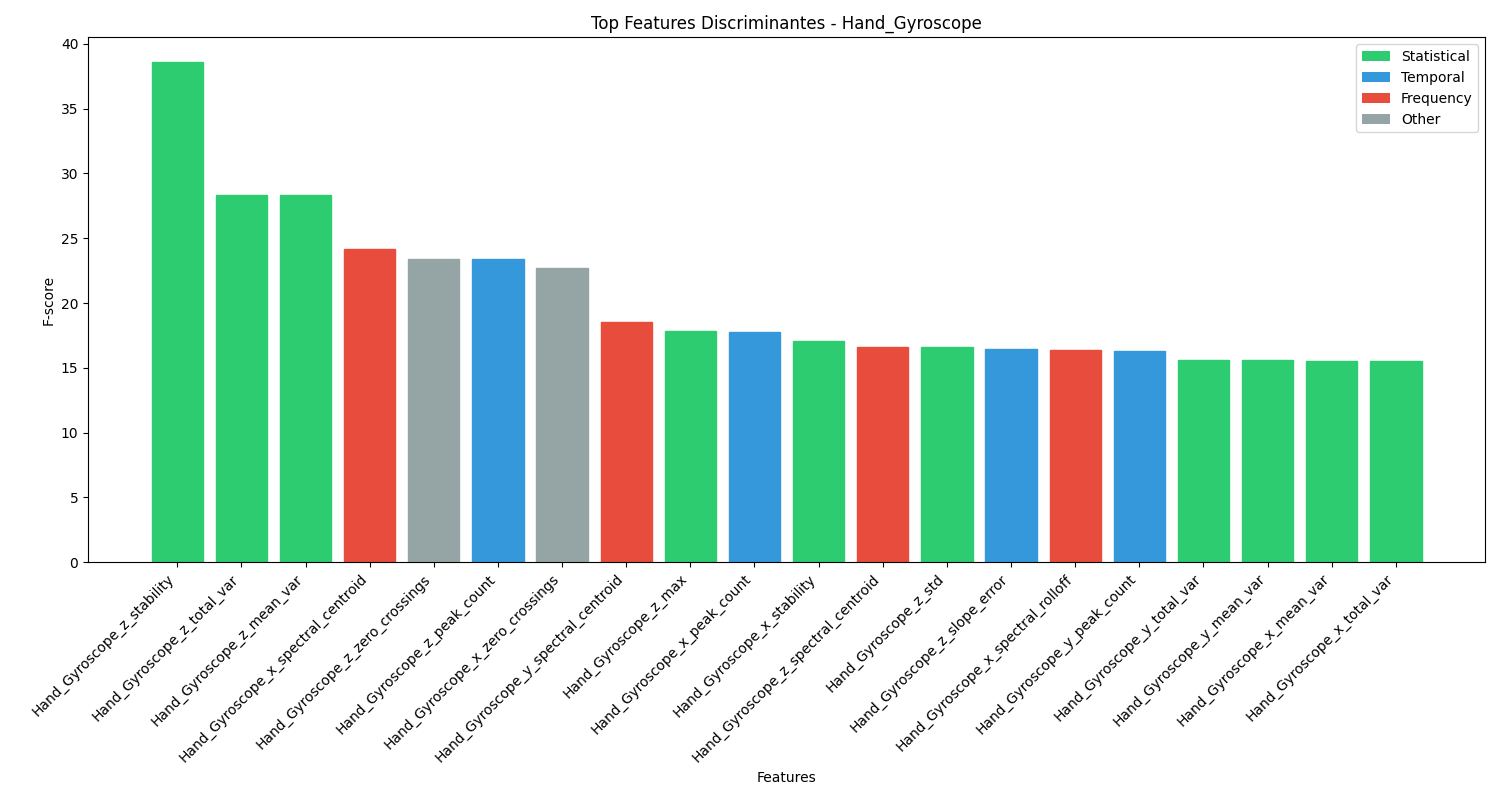 Top Features Discriminantes - Hand_Gyroscope
40
35
30
25
20
15
10
5
0
F-score
Statistical
Temporal
Frequency
Other
Hand_Gyroscope_z_stability
Hand_Gyroscope_z_total_var
Hand_Gyroscope_z_mean_var
Hand_Gyroscope_x_spectral_centroid
Hand_Gyroscope_z_zero_crossings
Hand_Gyroscope_z_peak_count
Hand_Gyroscope_x_zero_crossings
Hand_Gyroscope_y_spectral_centroid
Hand_Gyroscope_z_max
Hand_Gyroscope_x_peak_count
Hand_Gyroscope_x_stability
Hand_Gyroscope_z_spectral_centroid
Hand_Gyroscope_z_std
Hand_Gyroscope_z_slope_error
Hand_Gyroscope_x_spectral_rolloff
Hand_Gyroscope_y_peak_count
Hand_Gyroscope_y_total_var
Hand_Gyroscope_y_mean_var
Hand_Gyroscope_x_mean_var
Hand_Gyroscope_x_total_var
Features